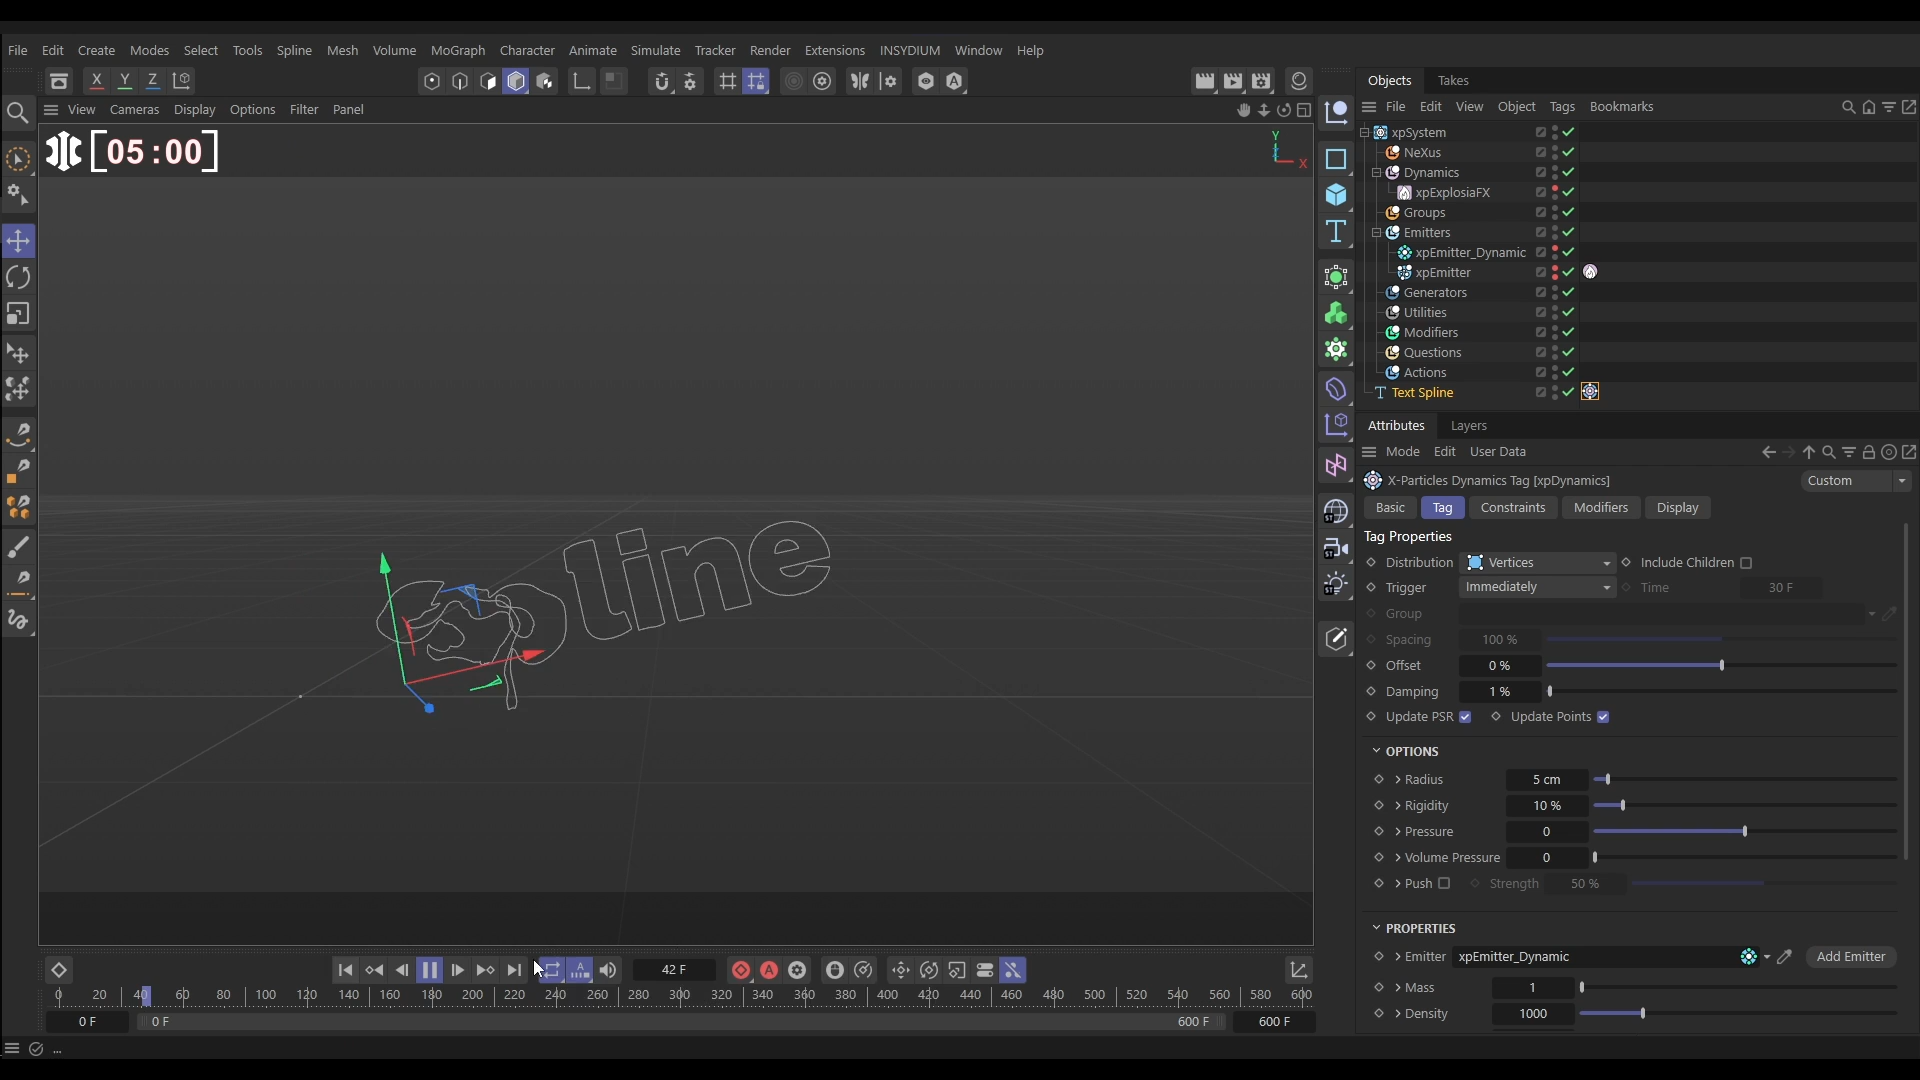 File Edit Create Modes Select Tools Spline Mesh Volume MoGraph Character Animate Simulate Tracker Render Extensions INSYDIUM Window Help
X Y Z
View Cameras Display Options Filter Panel
[05:00]
Y
Z
X
line
42 F
0 20 40 60 80 100 120 140 160 180 200 220 240 260 280 300 320 340 360 380 400 420 440 460 480 500 520 540 560 580 600
0 F
0 F
600 F
600 F
...
Objects Takes
File Edit View Object Tags Bookmarks
xpSystem
NeXus
Dynamics
xpExplosiaFX
Groups
Emitters
xpEmitter_Dynamic
xpEmitter
Generators
Utilities
Modifiers
Questions
Actions
Text Spline
Attributes Layers
Mode Edit User Data
X-Particles Dynamics Tag [xpDynamics] Custom
Basic Tag Constraints Modifiers Display
Tag Properties
Distribution Vertices Include Children
Trigger Immediately Time 30 F
Group
Spacing 100 %
Offset 0 %
Damping 1 %
Update PSR Update Points
OPTIONS
Radius 5 cm
Rigidity 10 %
Pressure 0
Volume Pressure 0
Push Strength 50 %
PROPERTIES
Emitter xpEmitter_Dynamic Add Emitter
Mass 1
Density 1000